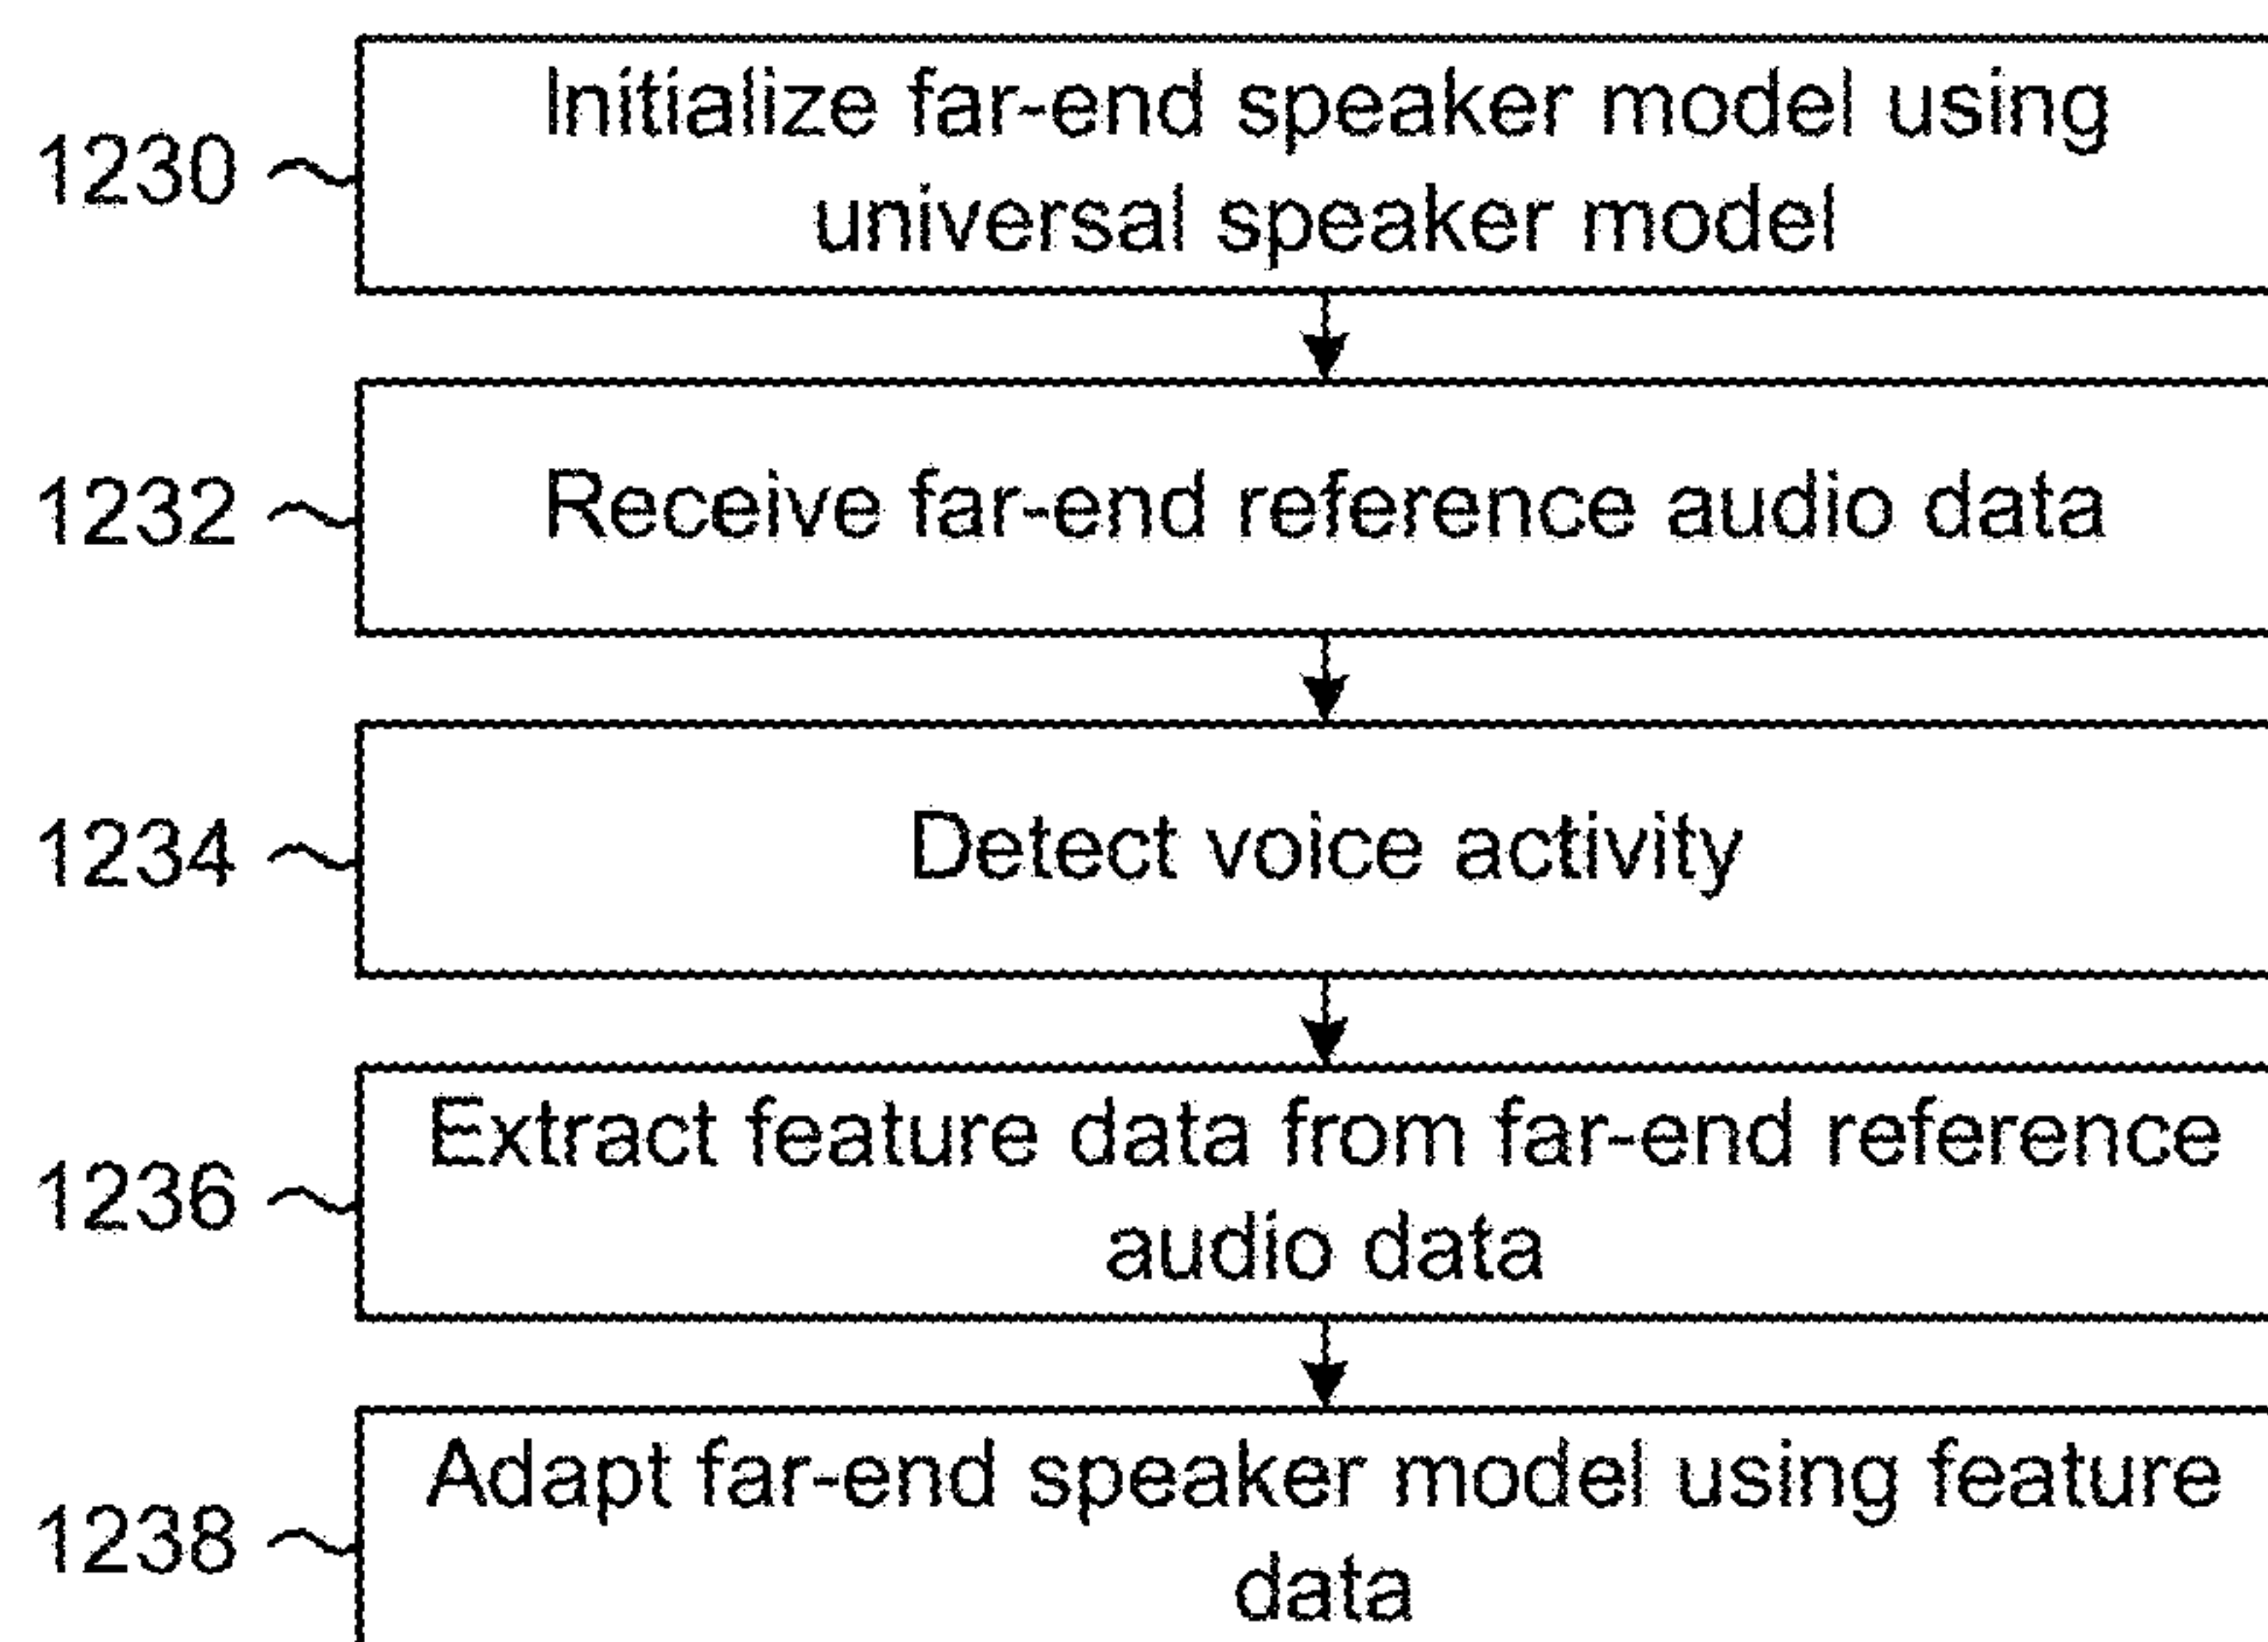 Initialize far-end speaker model using
1230
universal speaker model
1232
Receive far-end reference audio data
1234
Detect voice activity
Extract feature data from far-end reference
1236
audio data
Adapt far-end speaker model using feature
1238
data